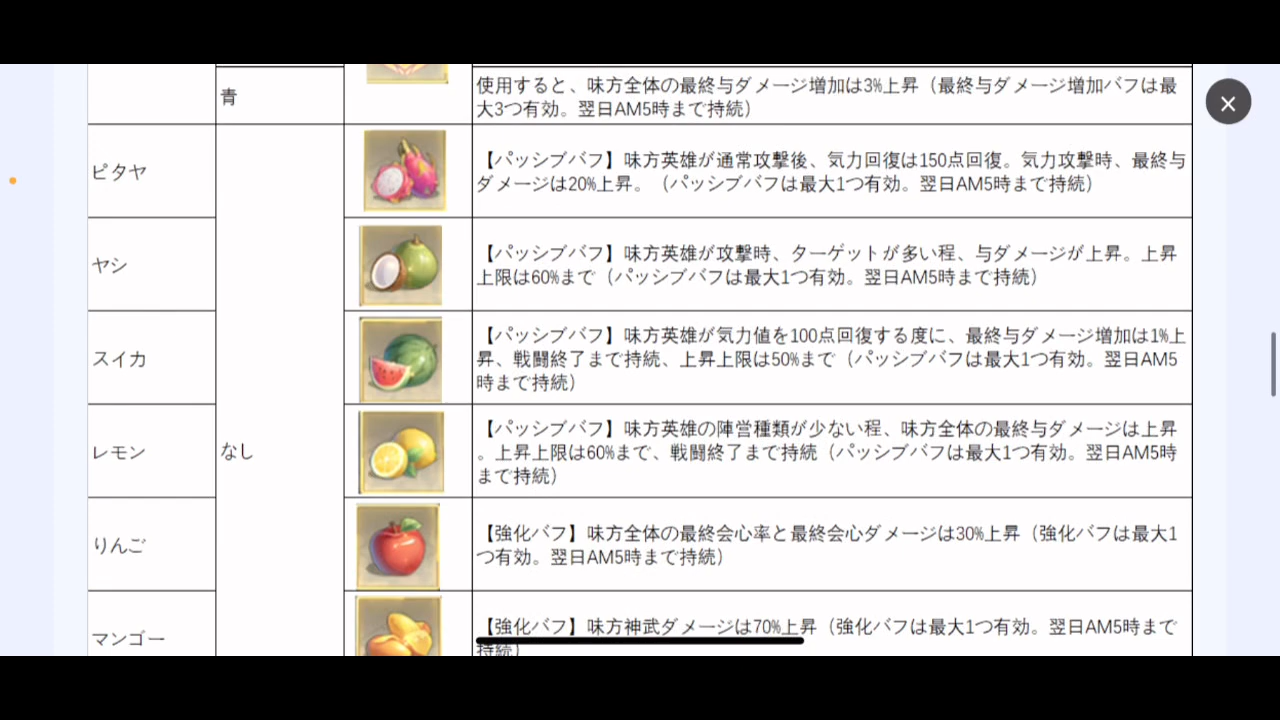 青
使用すると、味方全体の最終与ダメージ増加は3%上昇（最終与ダメージ増加バフは最
大3つ有効。翌日AM5時まで持続）
ピタヤ
【パッシブバフ】味方英雄が通常攻撃後、気力回復は150点回復。気力攻撃時、最終与
ダメージは20%上昇。（パッシブバフは最大1つ有効。翌日AM5時まで持続）
ヤシ
【パッシブバフ】味方英雄が攻撃時、ターゲットが多い程、与ダメージが上昇。上昇
上限は60%まで（パッシブバフは最大1つ有効。翌日AM5時まで持続）
スイカ
【パッシブバフ】味方英雄が気力値を100点回復する度に、最終与ダメージ増加は1%上
昇、戦闘終了まで持続、上昇上限は50%まで（パッシブバフは最大1つ有効。翌日AM5
時まで持続）
レモン
なし
【パッシブバフ】味方英雄の陣営種類が少ない程、味方全体の最終与ダメージは上昇
。上昇上限は60%まで、戦闘終了まで持続（パッシブバフは最大1つ有効。翌日AM5時
まで持続）
りんご
【強化バフ】味方全体の最終会心率と最終会心ダメージは30%上昇（強化バフは最大1
つ有効。翌日AM5時まで持続）
マンゴー
【強化バフ】味方神武ダメージは70%上昇（強化バフは最大1つ有効。翌日AM5時まで
持続）